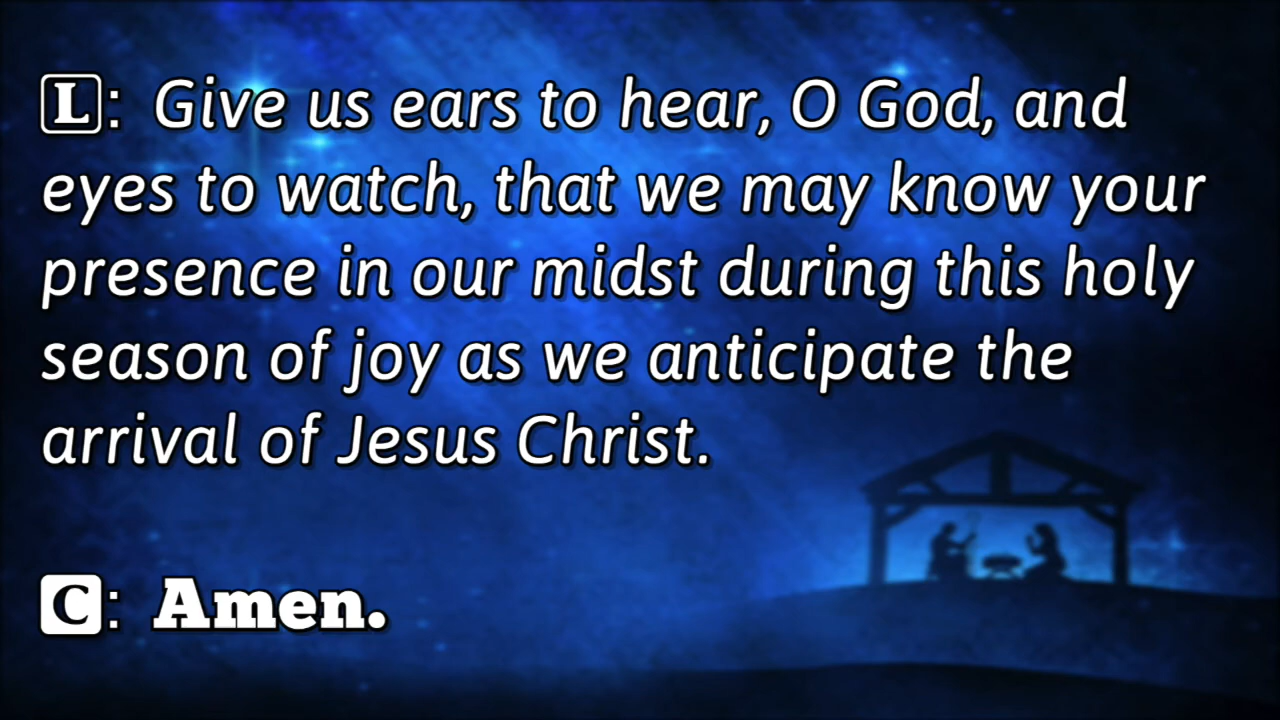 L: Give us ears to hear, O God, and
eyes to watch, that we may know your
presence in our midst during this holy
season of joy as we anticipate the
arrival of Jesus Christ.
C: Amen.